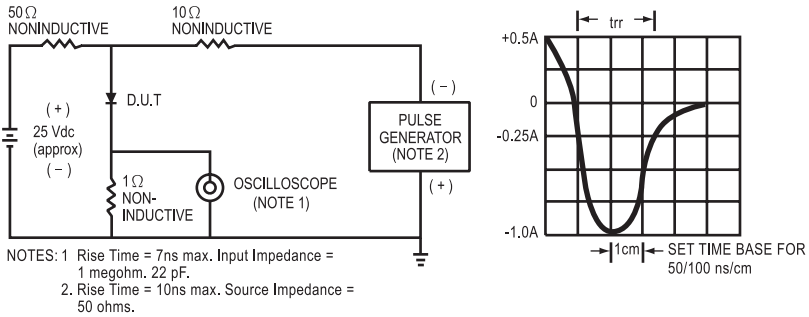 50Ω
NONINDUCTIVE
10Ω
NONINDUCTIVE
(+)
25 Vdc
(approx)
(−)
D.U.T
1Ω
NON-
INDUCTIVE
OSCILLOSCOPE
(NOTE 1)
(−)
PULSE
GENERATOR
(NOTE 2)
(+)
NOTES: 1 Rise Time = 7ns max. Input Impedance =
1 megohm. 22 pF.
2. Rise Time = 10ns max. Source Impedance =
50 ohms.
trr
+0.5A
0
-0.25A
-1.0A
1cm
SET TIME BASE FOR
50/100 ns/cm